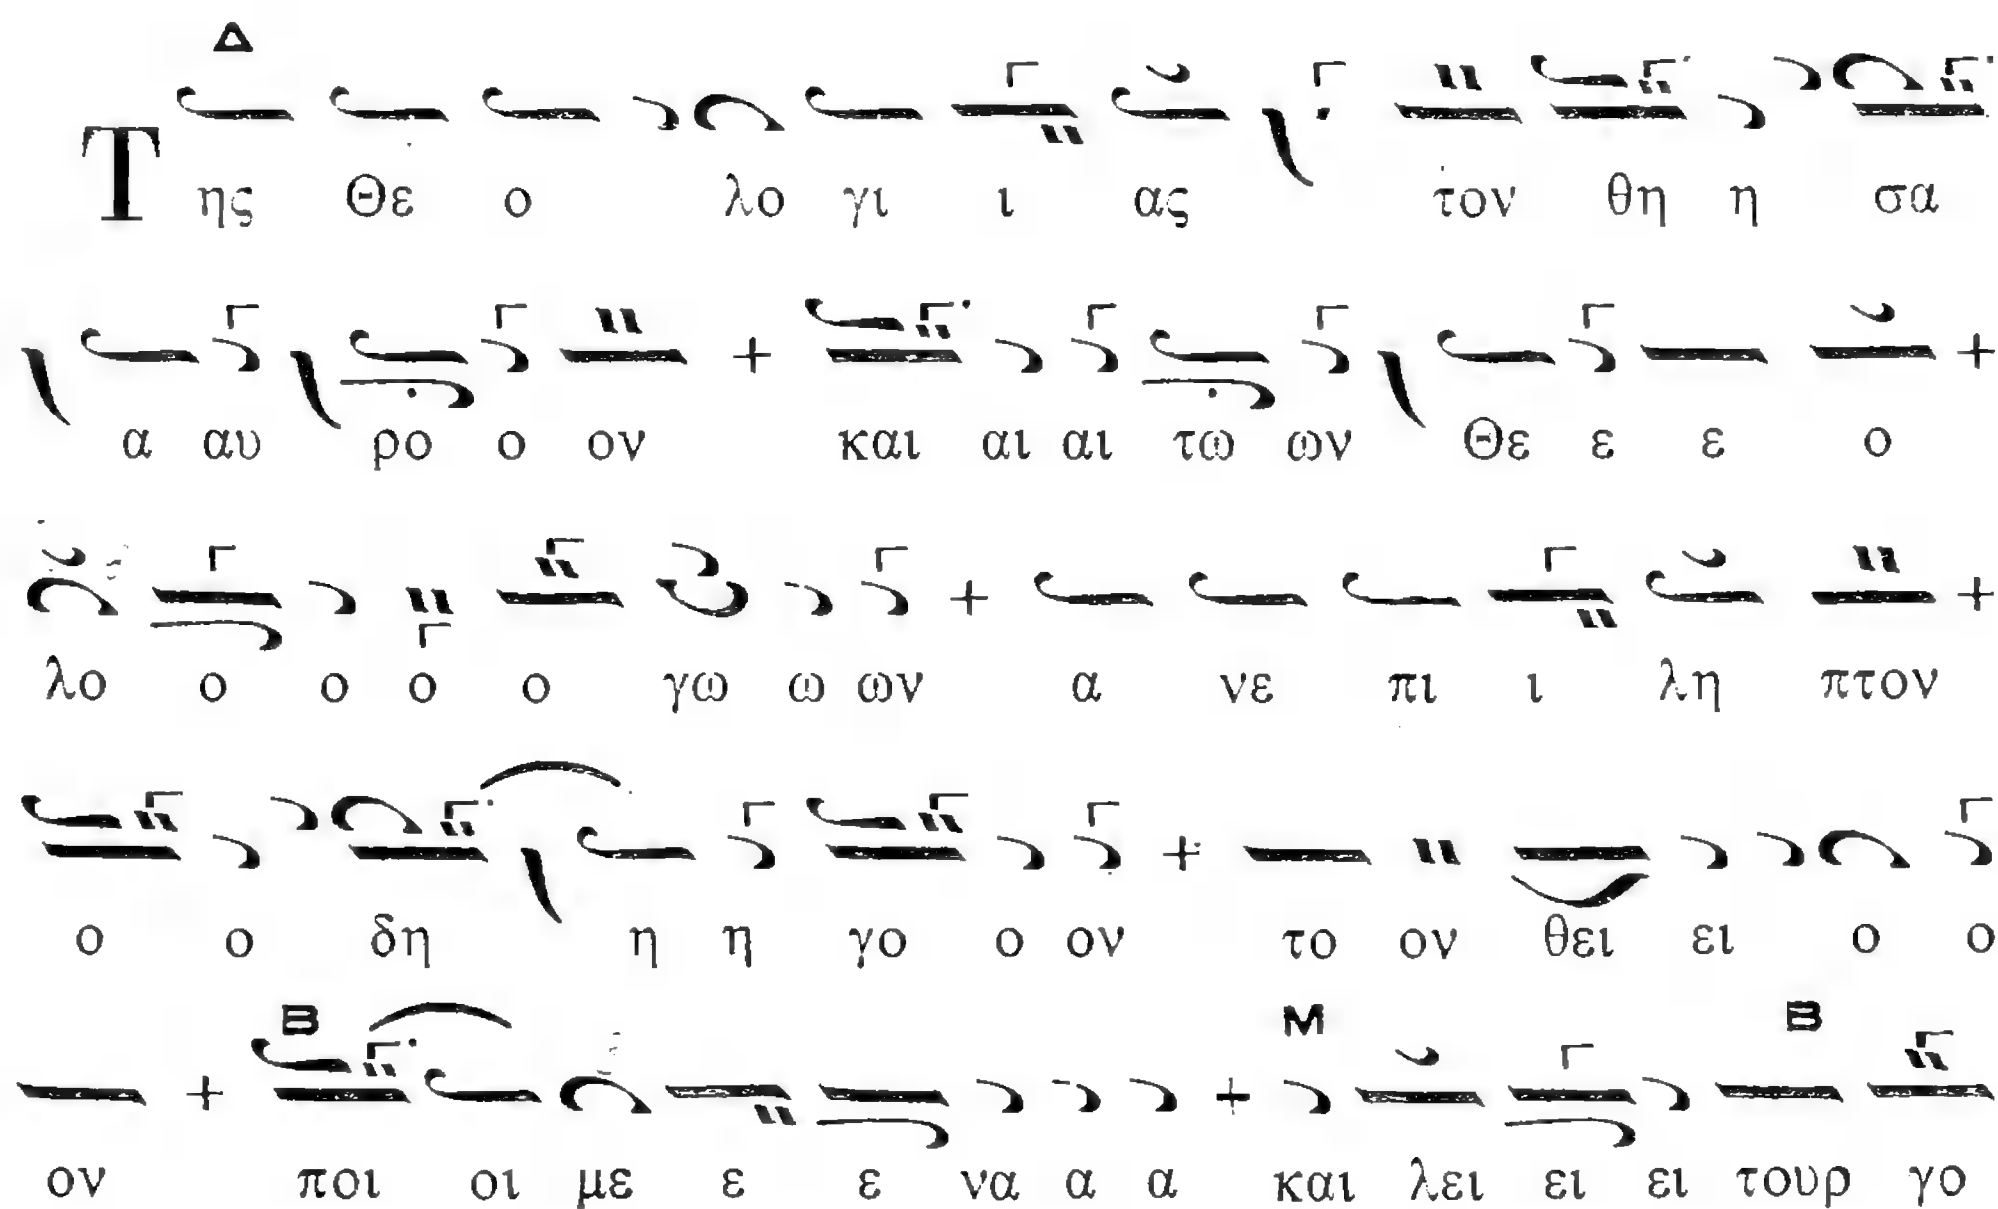 Δ
Της Θε ο λο γι ι ας τον θη η σα
α αυ ρο ο ον + και αι αι τω ων Θε ε ε ο +
λο ο ο ο ο γω ω ων + α νε πι ι λη πτον +
ο ο δη η η γο ο ον + το ον θει ει ο ο
Β Μ Β
ον + ποι οι με ε ε να α α + και λει ει ει τουρ γο